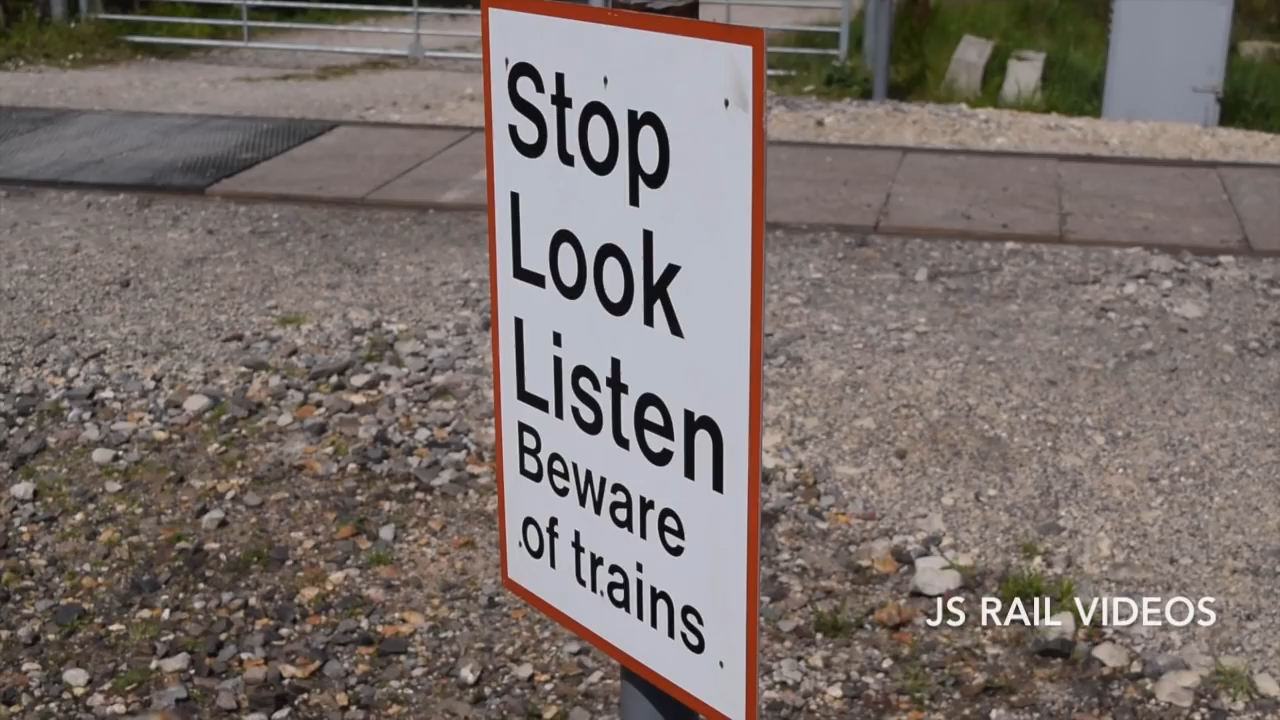 Stop
Look
Listen
Beware
of trains
JS RAIL VIDEOS